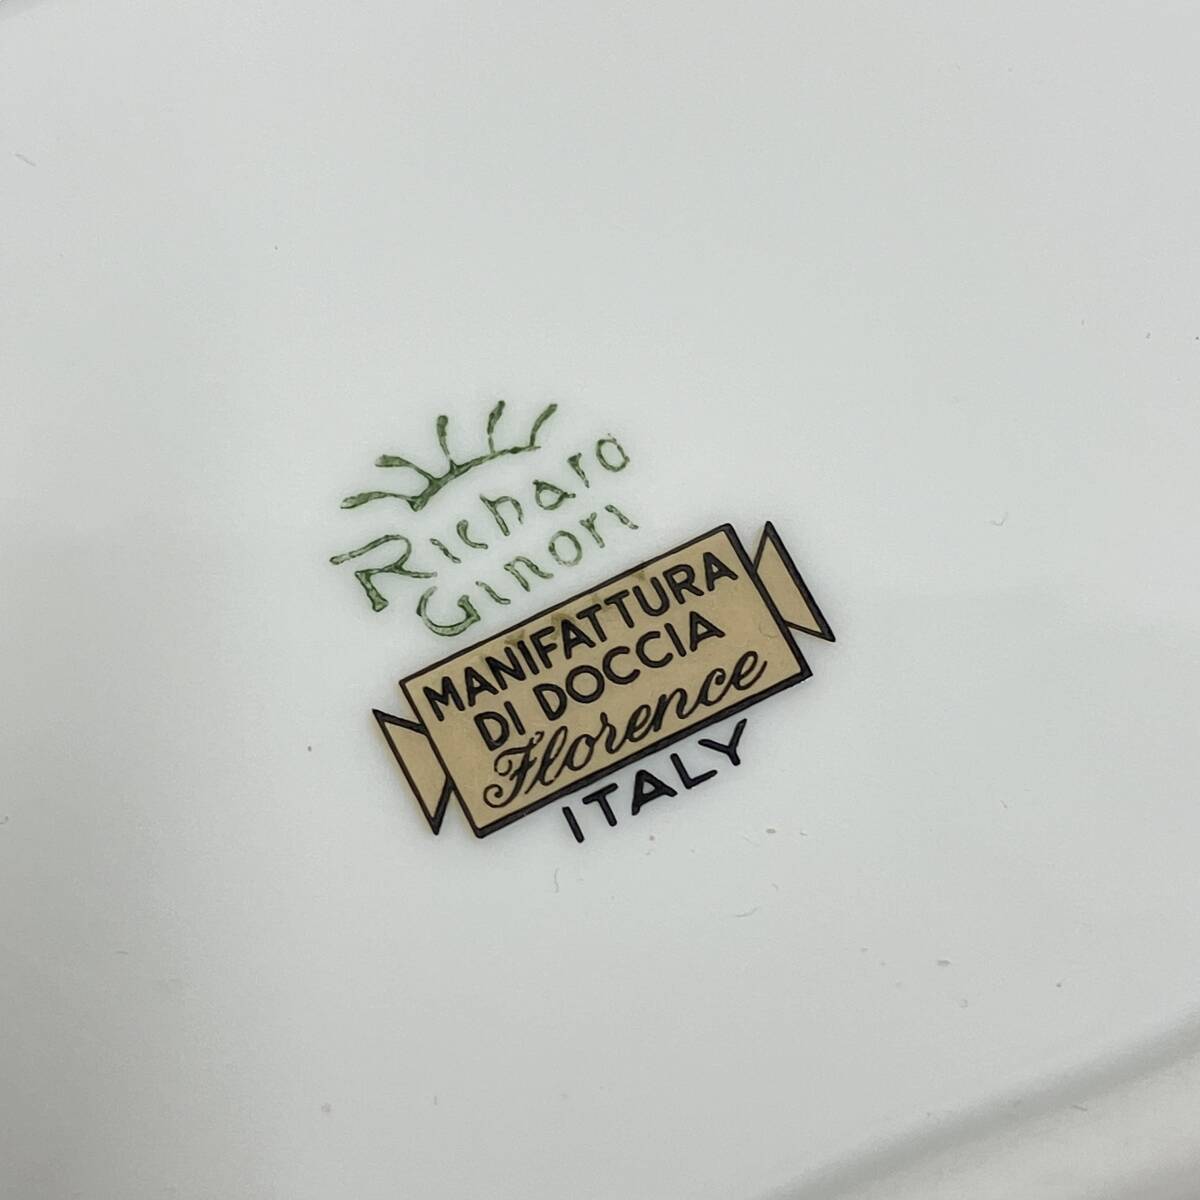 Richard
Ginori
MANIFATTURA
DI DOCCIA
Florence
ITALY